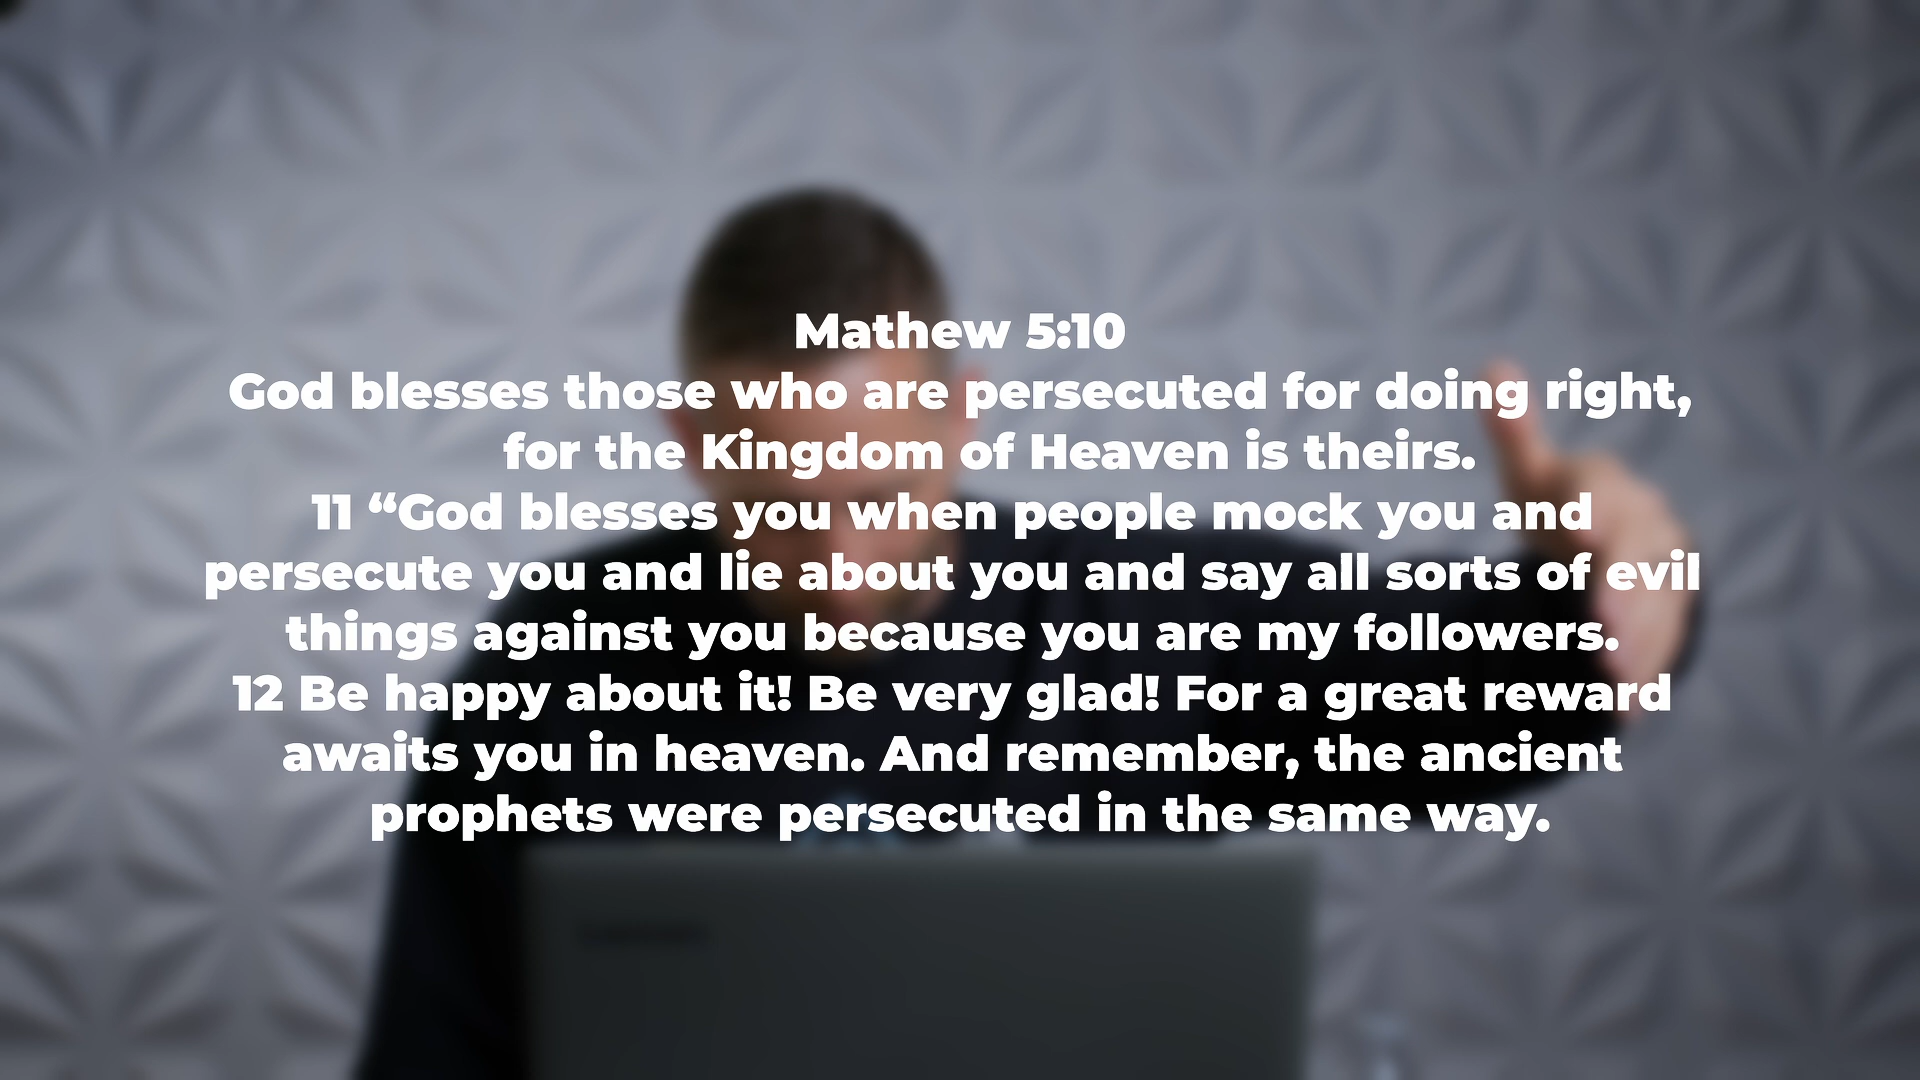 Mathew 5:10
God blesses those who are persecuted for doing right,
for the Kingdom of Heaven is theirs.
11 “God blesses you when people mock you and
persecute you and lie about you and say all sorts of evil
things against you because you are my followers.
12 Be happy about it! Be very glad! For a great reward
awaits you in heaven. And remember, the ancient
prophets were persecuted in the same way.